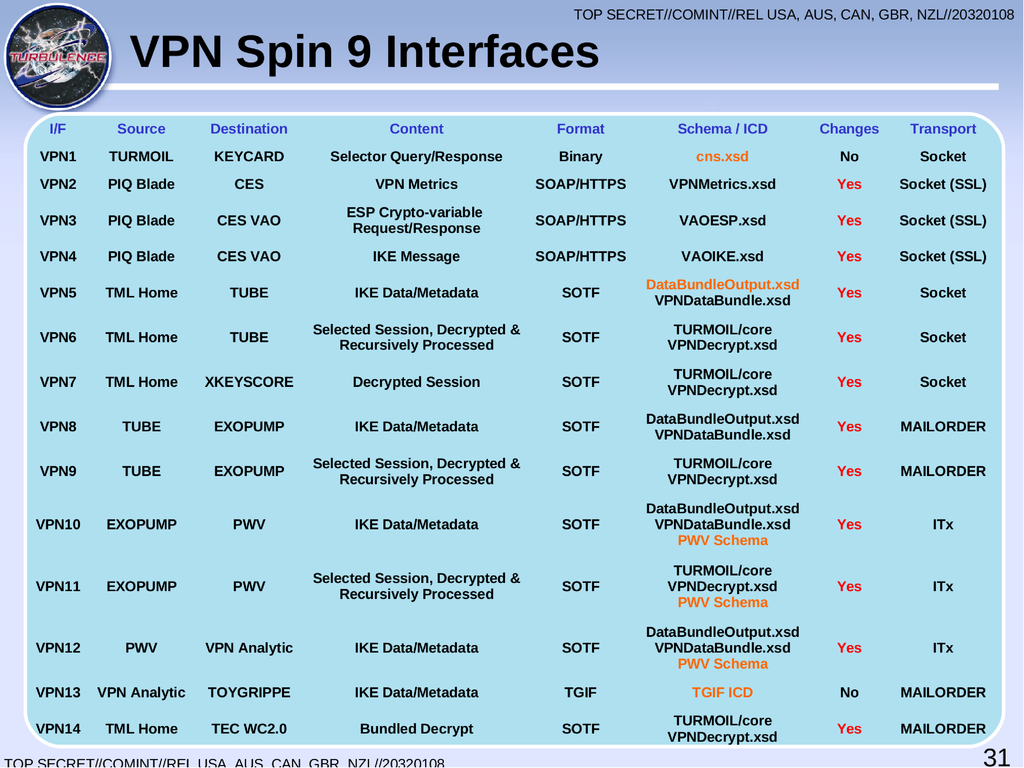 TOP SECRET//COMINT//REL USA, AUS, CAN, GBR, NZL//20320108
TURBULENCE
VPN Spin 9 Interfaces
I/F Source Destination Content Format Schema / ICD Changes Transport
VPN1 TURMOIL KEYCARD Selector Query/Response Binary cns.xsd No Socket
VPN2 PIQ Blade CES VPN Metrics SOAP/HTTPS VPNMetrics.xsd Yes Socket (SSL)
VPN3 PIQ Blade CES VAO ESP Crypto-variable
Request/Response SOAP/HTTPS VAOESP.xsd Yes Socket (SSL)
VPN4 PIQ Blade CES VAO IKE Message SOAP/HTTPS VAOIKE.xsd Yes Socket (SSL)
VPN5 TML Home TUBE IKE Data/Metadata SOTF DataBundleOutput.xsd
VPNDataBundle.xsd Yes Socket
VPN6 TML Home TUBE Selected Session, Decrypted &
Recursively Processed SOTF TURMOIL/core
VPNDecrypt.xsd Yes Socket
VPN7 TML Home XKEYSCORE Decrypted Session SOTF TURMOIL/core
VPNDecrypt.xsd Yes Socket
VPN8 TUBE EXOPUMP IKE Data/Metadata SOTF DataBundleOutput.xsd
VPNDataBundle.xsd Yes MAILORDER
VPN9 TUBE EXOPUMP Selected Session, Decrypted &
Recursively Processed SOTF TURMOIL/core
VPNDecrypt.xsd Yes MAILORDER
VPN10 EXOPUMP PWV IKE Data/Metadata SOTF DataBundleOutput.xsd
VPNDataBundle.xsd
PWV Schema Yes ITx
VPN11 EXOPUMP PWV Selected Session, Decrypted &
Recursively Processed SOTF TURMOIL/core
VPNDecrypt.xsd
PWV Schema Yes ITx
VPN12 PWV VPN Analytic IKE Data/Metadata SOTF DataBundleOutput.xsd
VPNDataBundle.xsd
PWV Schema Yes ITx
VPN13 VPN Analytic TOYGRIPPE IKE Data/Metadata TGIF TGIF ICD No MAILORDER
VPN14 TML Home TEC WC2.0 Bundled Decrypt SOTF TURMOIL/core
VPNDecrypt.xsd Yes MAILORDER
TOP SECRET//COMINT//REL USA, AUS, CAN, GBR, NZL//20320108
31